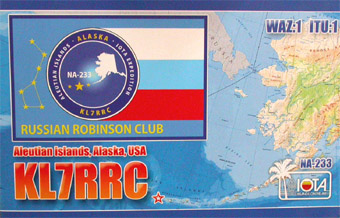 WAZ:1 ITU:1
ALEUTIAN ISLANDS · ALASKA · IOTA EXPEDITION
NA-233
KL7RRC
RUSSIAN ROBINSON CLUB
Aleutian Islands, Alaska, USA
KL7RRC
NA-233
IOTA